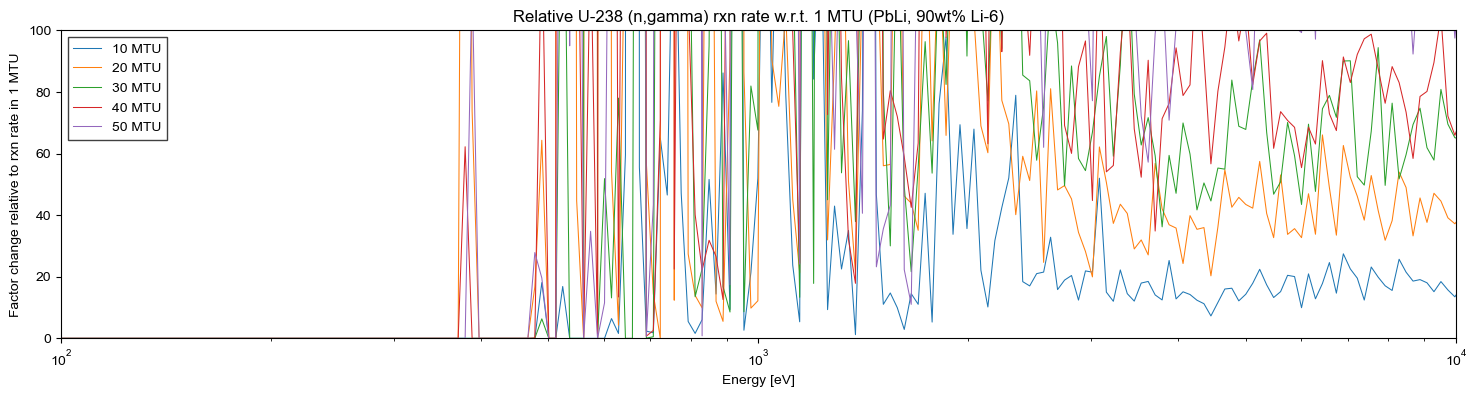 Relative U-238 (n,gamma) rxn rate w.r.t. 1 MTU (PbLi, 90wt% Li-6)
Factor change relative to rxn rate in 1 MTU
100
80
60
40
20
0
10 MTU
20 MTU
30 MTU
40 MTU
50 MTU
10² 10³ 10⁴
Energy [eV]